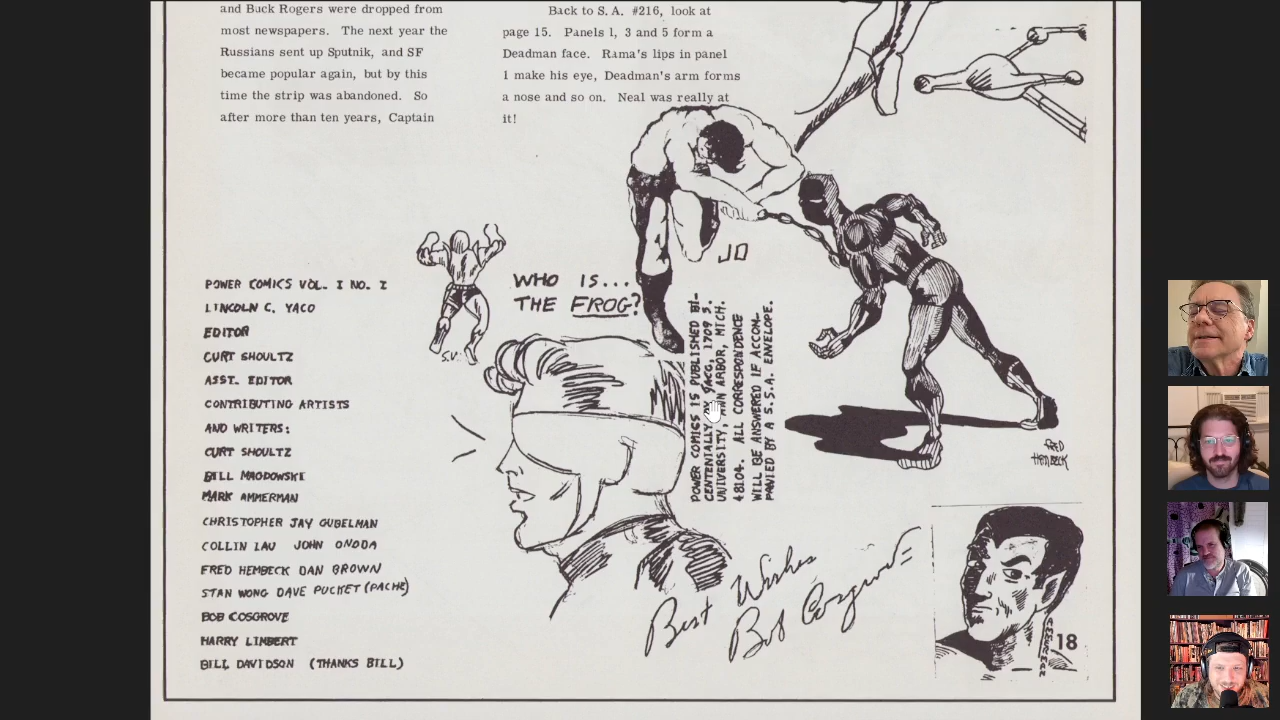 and Buck Rogers were dropped from
most newspapers. The next year the
Russians sent up Sputnik, and SF
became popular again, but by this
time the strip was abandoned. So
after more than ten years, Captain
Back to S.A. #216, look at
page 15. Panels 1, 3 and 5 form a
Deadman face. Rama's lips in panel
1 make his eye, Deadman's arm forms
a nose and so on. Neal was really at
it!
JO
S.V.
WHO IS...
THE FROG?
POWER COMICS VOL. I NO. I
LINCOLN C. YACO
EDITOR
CURT SHOULTZ
ASST. EDITOR
CONTRIBUTING ARTISTS
AND WRITERS:
CURT SHOULTZ
BILL MAODOWSKI
MARK AMMERMAN
CHRISTOPHER JAY GUBELMAN
COLLIN LAU JOHN ONODA
FRED HEMBECK DAN BROWN
STAN WONG DAVE PUCKET (PACHE)
BOB COSGROVE
HARRY LIMBERT
BILL DAVIDSON (THANKS BILL)
POWER COMICS IS PUBLISHED BI-
CENTENIALLY YACO, 1709 S.
UNIVERSITY, ANN ARBOR, MICH.
48104. ALL CORRESPONDENCE
WILL BE ANSWERED IF ACCOM-
PANIED BY A S.S.A. ENVELOPE.
FRED
HEMBECK
Best Wishes
Bob Cosgrove
18